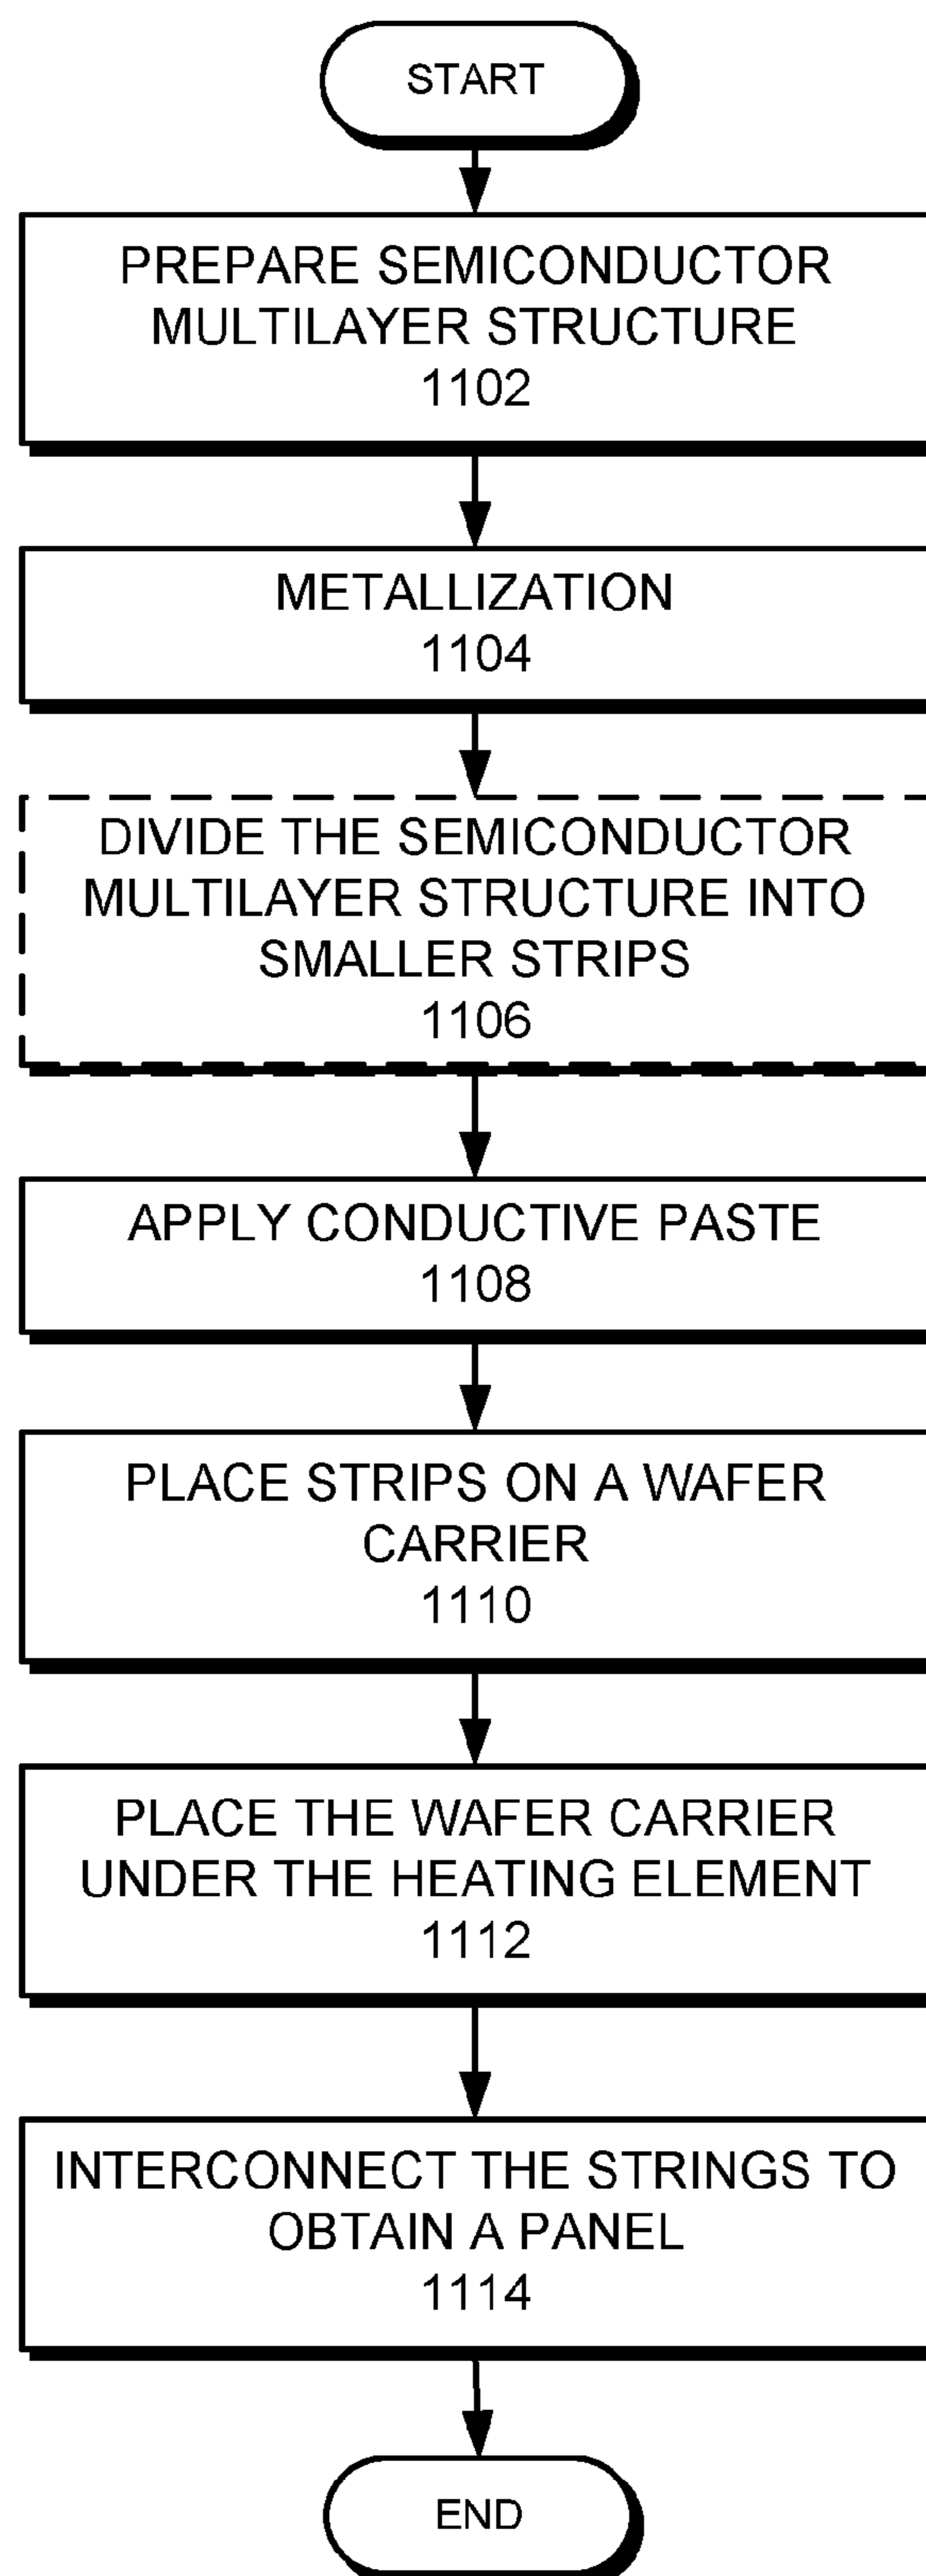 START
PREPARE SEMICONDUCTOR
MULTILAYER STRUCTURE
1102
METALLIZATION
1104
DIVIDE THE SEMICONDUCTOR
MULTILAYER STRUCTURE INTO
SMALLER STRIPS
1106
APPLY CONDUCTIVE PASTE
1108
PLACE STRIPS ON A WAFER
CARRIER
1110
PLACE THE WAFER CARRIER
UNDER THE HEATING ELEMENT
1112
INTERCONNECT THE STRINGS TO
OBTAIN A PANEL
1114
END